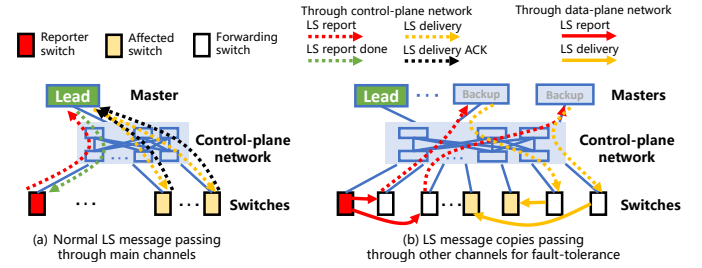 Reporter switch
Affected switch
Forwarding switch
Through control-plane network
LS report
LS delivery
LS report done
LS delivery ACK
Through data-plane network
LS report
LS delivery
Lead
Master
Control-plane network
...
Switches
...
...
(a) Normal LS message passing
through main channels
Lead
...
Backup
Backup
Masters
Control-plane network
...
...
Switches
...
(b) LS message copies passing
through other channels for fault-tolerance